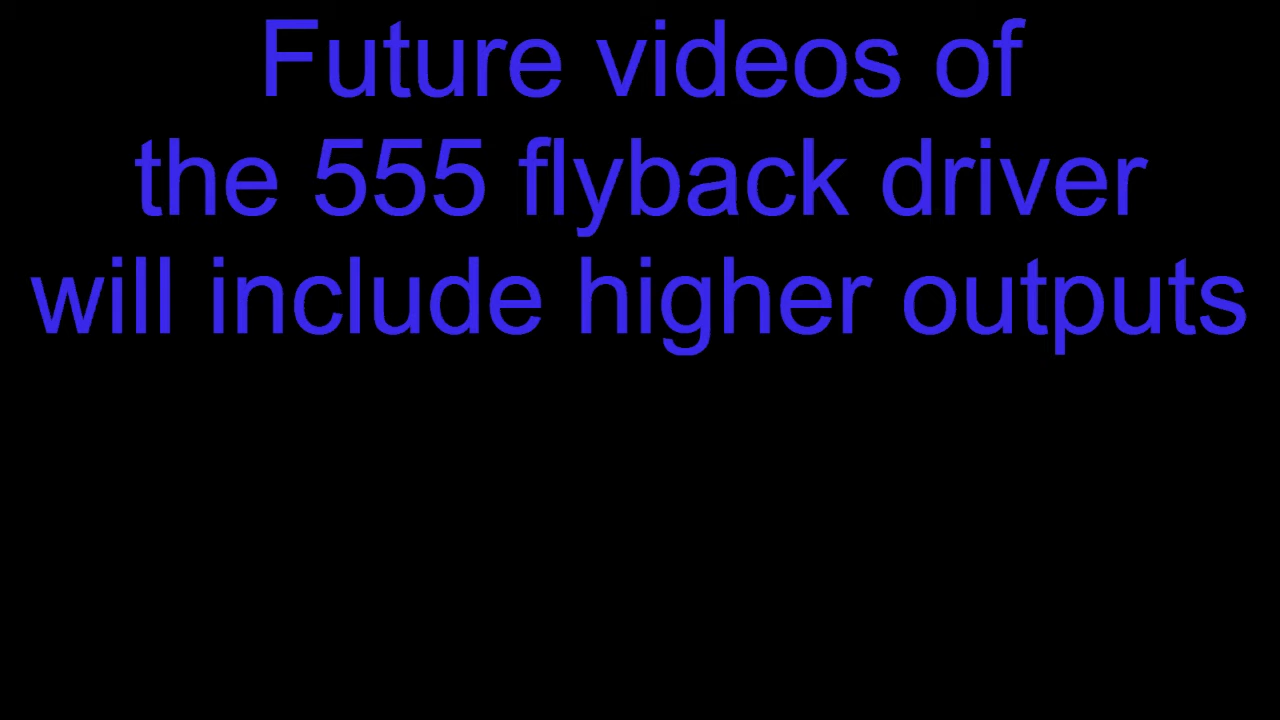 Future videos of
the 555 flyback driver
will include higher outputs